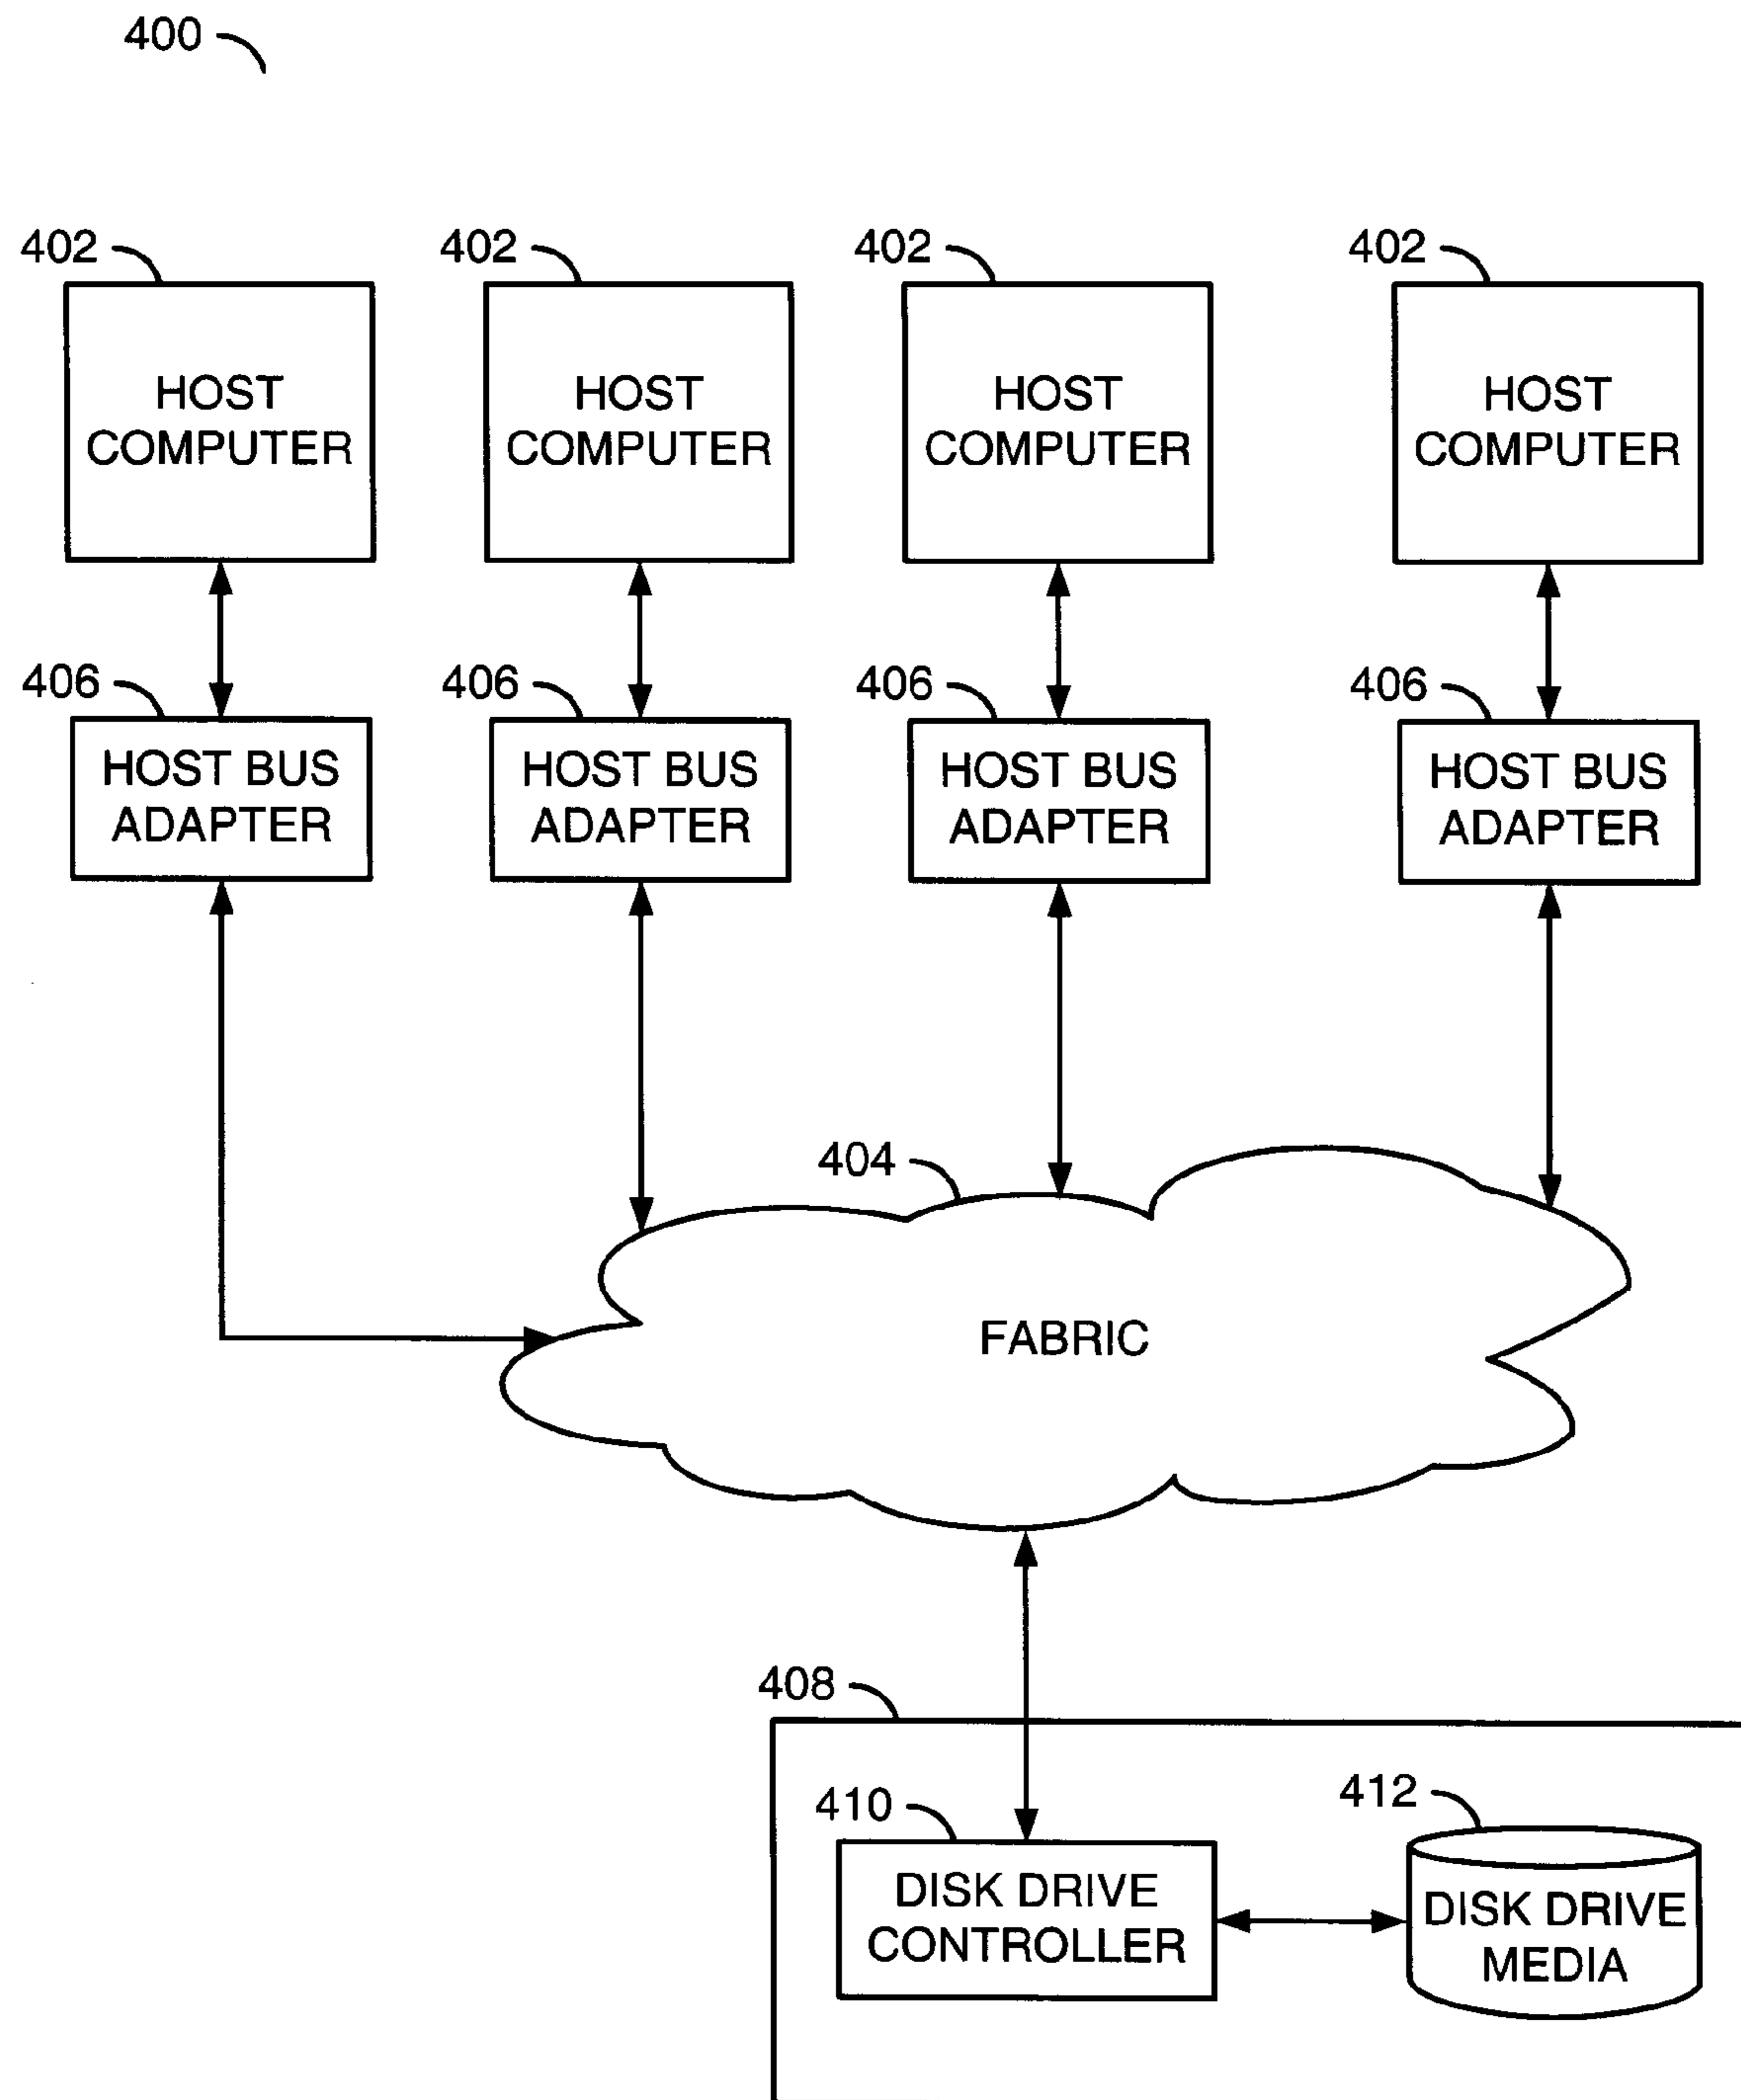 400
402 402 402 402
HOST HOST HOST HOST
COMPUTER COMPUTER COMPUTER COMPUTER
406 406 406 406
HOST BUS HOST BUS HOST BUS HOST BUS
ADAPTER ADAPTER ADAPTER ADAPTER
404
FABRIC
408
410 412
DISK DRIVE DISK DRIVE
CONTROLLER MEDIA